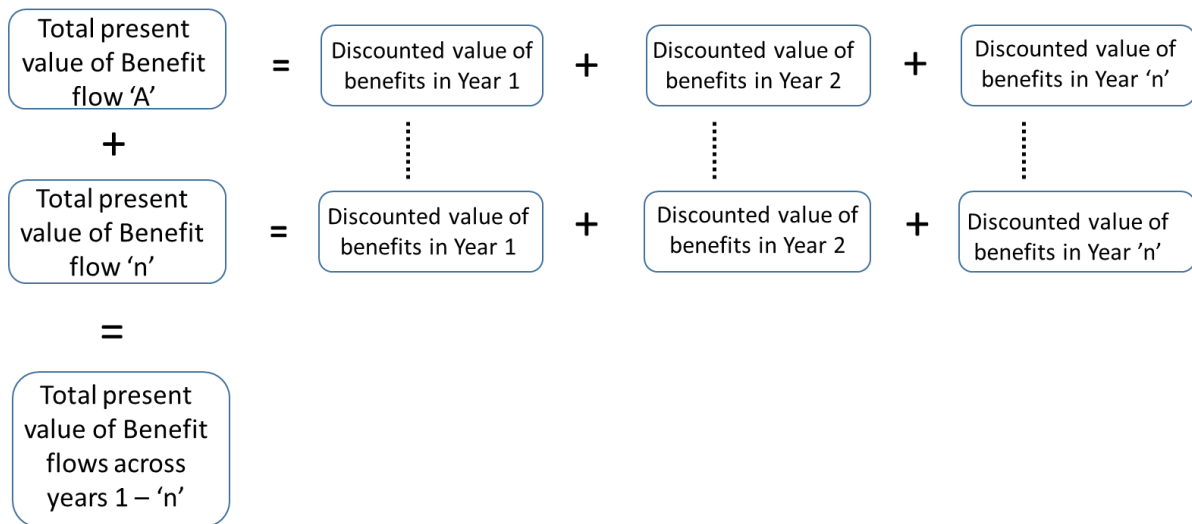 Total present
value of Benefit
flow ‘A’
=
Discounted value of
benefits in Year 1
+
Discounted value of
benefits in Year 2
+
Discounted value of
benefits in Year ‘n’
+
Total present
value of Benefit
flow ‘n’
=
Discounted value of
benefits in Year 1
+
Discounted value of
benefits in Year 2
+
Discounted value of
benefits in Year ’n’
=
Total present
value of Benefit
flows across
years 1 – ‘n’